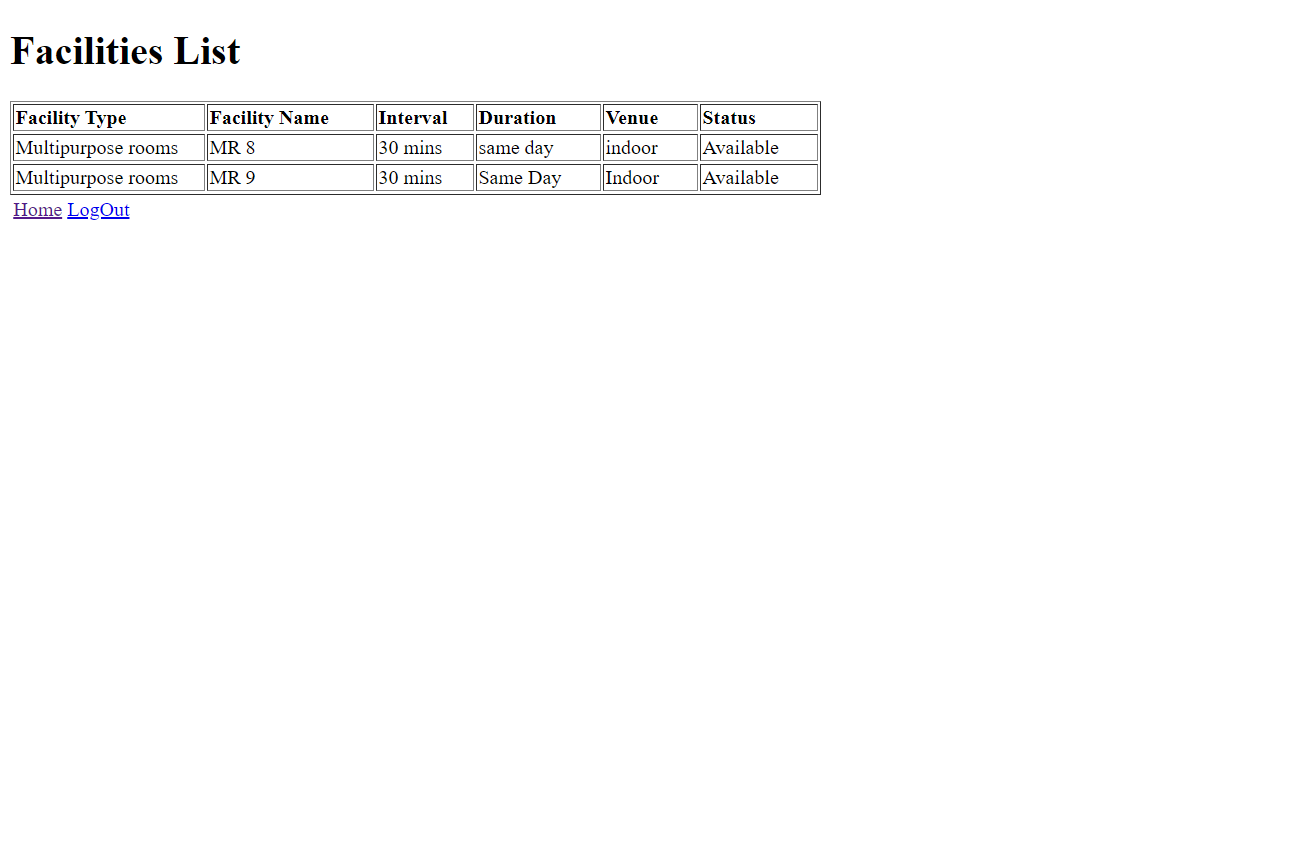 Facilities List
Facility Type Facility Name Interval Duration Venue Status
Multipurpose rooms MR 8 30 mins same day indoor Available
Multipurpose rooms MR 9 30 mins Same Day Indoor Available
Home LogOut